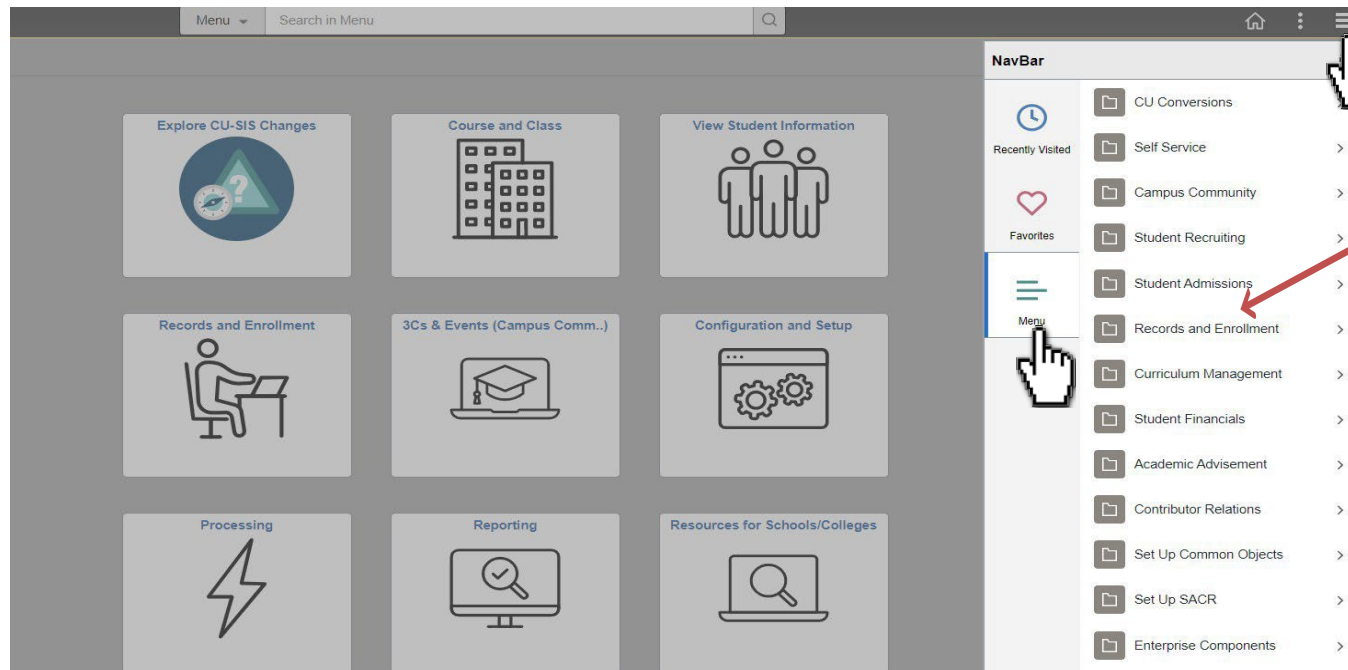 Menu
Search in Menu
NavBar
Explore CU-SIS Changes
?
Course and Class
View Student Information
Records and Enrollment
3Cs & Events (Campus Comm..)
Configuration and Setup
Processing
Reporting
Resources for Schools/Colleges
Recently Visited
Favorites
Menu
CU Conversions
Self Service
Campus Community
Student Recruiting
Student Admissions
Records and Enrollment
Curriculum Management
Student Financials
Academic Advisement
Contributor Relations
Set Up Common Objects
Set Up SACR
Enterprise Components